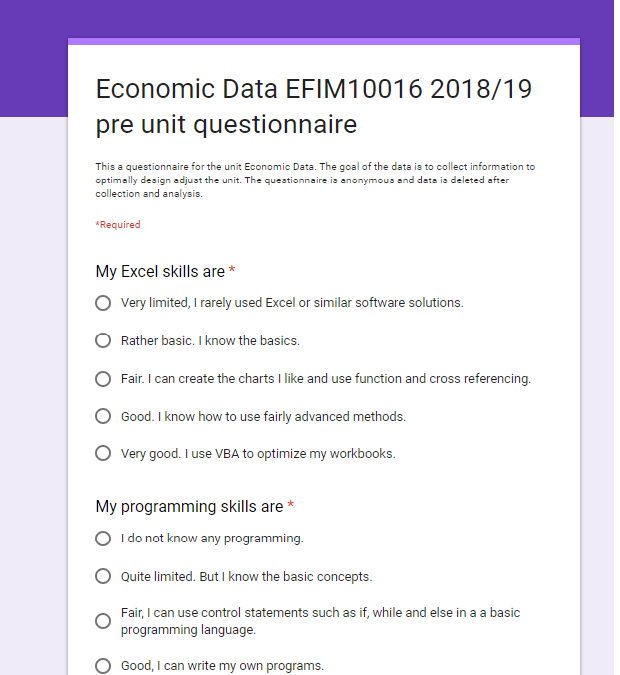 Economic Data EFIM10016 2018/19
pre unit questionnaire
This a questionnaire for the unit Economic Data. The goal of the data is to collect information to
optimally design adjust the unit. The questionnaire is anonymous and data is deleted after
collection and analysis.
*Required
My Excel skills are *
Very limited, I rarely used Excel or similar software solutions.
Rather basic. I know the basics.
Fair. I can create the charts I like and use function and cross referencing.
Good. I know how to use fairly advanced methods.
Very good. I use VBA to optimize my workbooks.
My programming skills are *
I do not know any programming.
Quite limited. But I know the basic concepts.
Fair, I can use control statements such as if, while and else in a a basic
programming language.
Good, I can write my own programs.